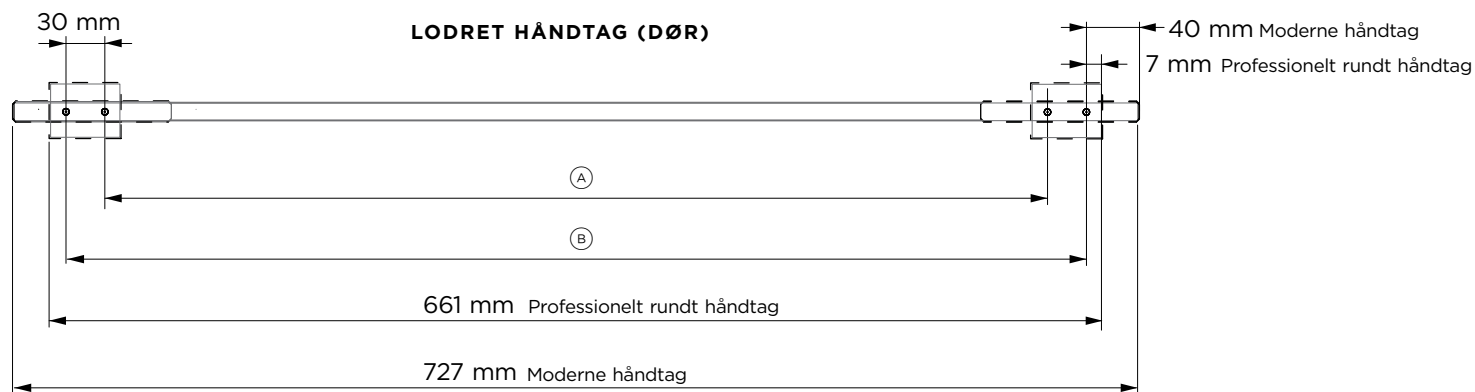 30 mm
LODRET HÅNDTAG (DØR)
40 mm Moderne håndtag
7 mm Professionelt rundt håndtag
A
B
661 mm Professionelt rundt håndtag
727 mm Moderne håndtag